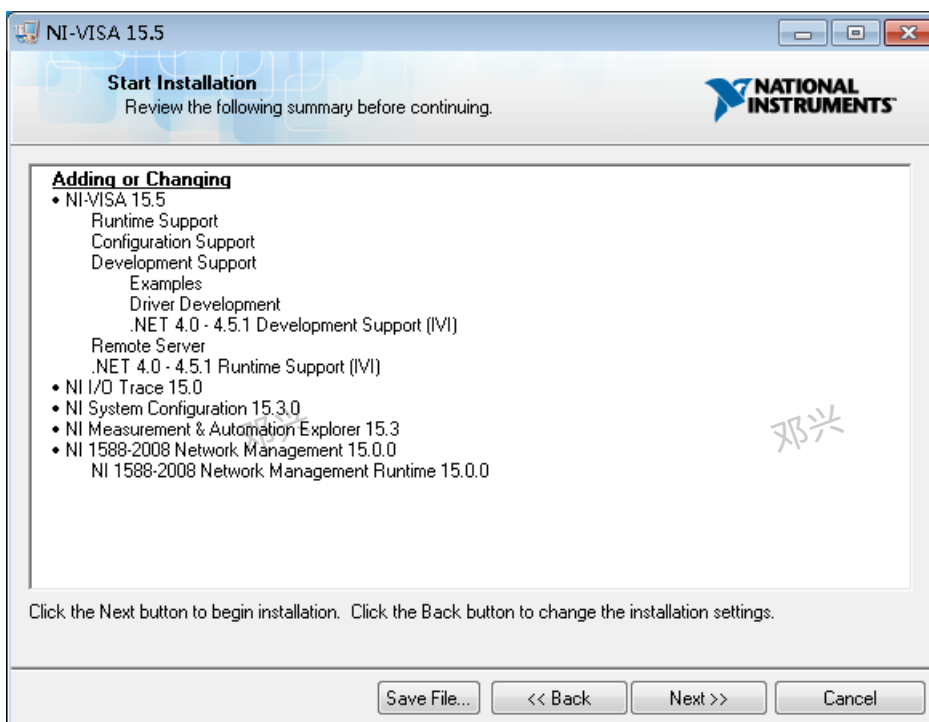 NI-VISA 15.5
Start Installation
Review the following summary before continuing.
NATIONAL
INSTRUMENTS™
Adding or Changing
• NI-VISA 15.5
Runtime Support
Configuration Support
Development Support
Examples
Driver Development
.NET 4.0 - 4.5.1 Development Support (IVI)
Remote Server
.NET 4.0 - 4.5.1 Runtime Support (IVI)
• NI I/O Trace 15.0
• NI System Configuration 15.3.0
• NI Measurement & Automation Explorer 15.3
• NI 1588-2008 Network Management 15.0.0
NI 1588-2008 Network Management Runtime 15.0.0
邓兴
邓兴
Click the Next button to begin installation.  Click the Back button to change the installation settings.
Save File...
<< Back
Next >>
Cancel